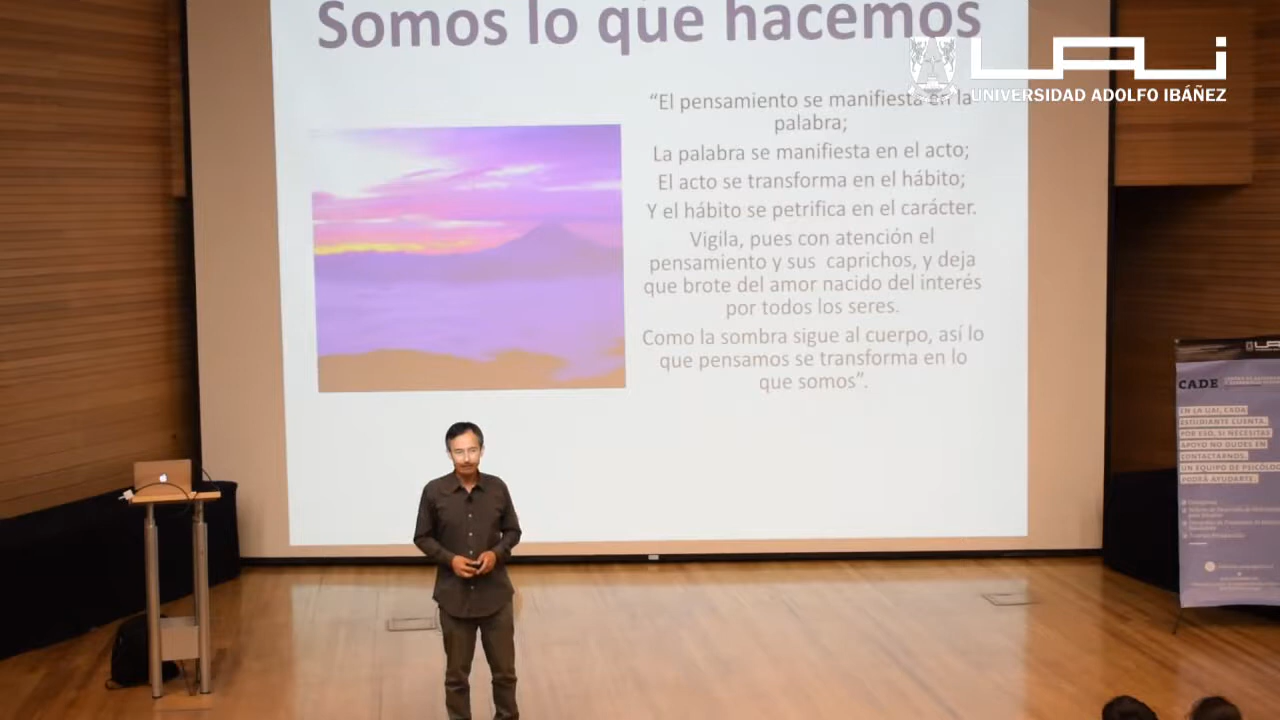 Somos lo que hacemos
UAi
UNIVERSIDAD ADOLFO IBÁÑEZ
“El pensamiento se manifiesta en la
palabra;
La palabra se manifiesta en el acto;
El acto se transforma en el hábito;
Y el hábito se petrifica en el carácter.
Vigila, pues con atención el
pensamiento y sus caprichos, y deja
que brote del amor nacido del interés
por todos los seres.
Como la sombra sigue al cuerpo, así lo
que pensamos se transforma en lo
que somos”.
CADE
EN LA UAI, CADA
ESTUDIANTE CUENTA.
POR ESO, SI NECESITAS
APOYO NO DUDES EN
CONTACTARNOS.
UN EQUIPO DE PSICÓLOG
PODRÁ AYUDARTE.